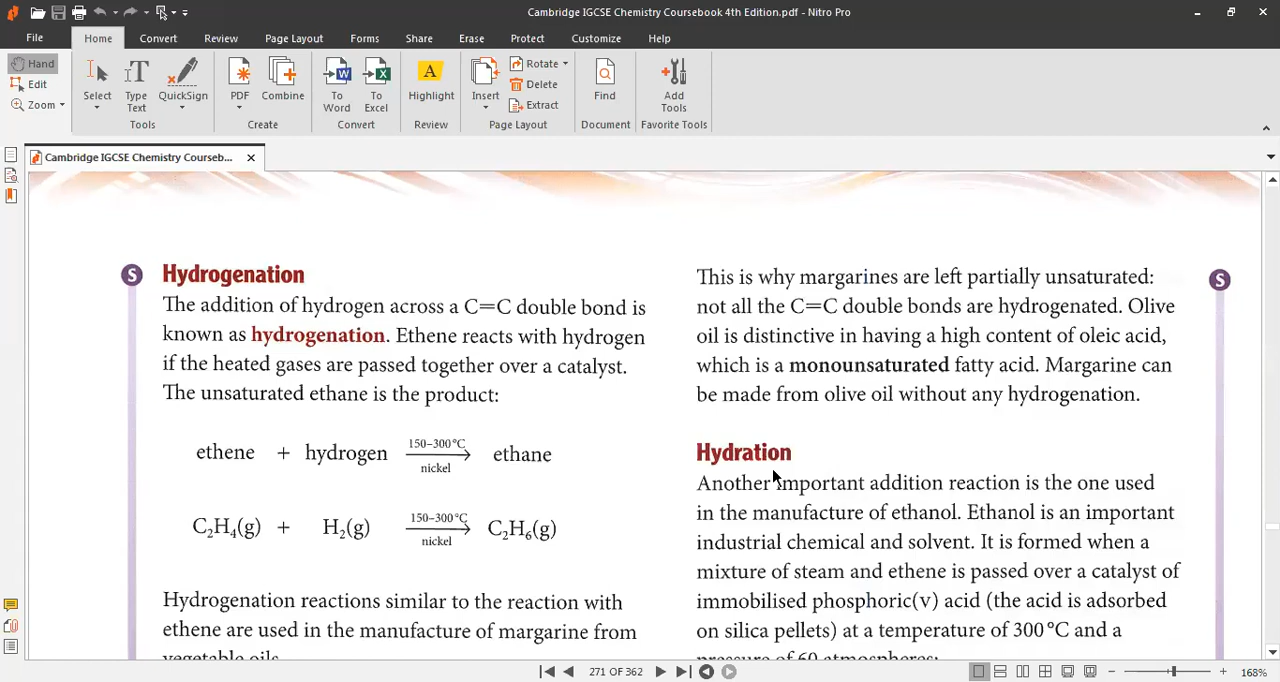 Cambridge IGCSE Chemistry Coursebook 4th Edition.pdf - Nitro Pro
File Home Convert Review Page Layout Forms Share Erase Protect Customize Help
Hand
Edit
Zoom
Select
Type Text
QuickSign
Tools
PDF
Combine
Create
To Word
To Excel
Convert
Highlight
Review
Insert
Rotate
Delete
Extract
Page Layout
Find
Document
Add Tools
Favorite Tools
Cambridge IGCSE Chemistry Courseb...
S
Hydrogenation
The addition of hydrogen across a C=C double bond is
known as hydrogenation. Ethene reacts with hydrogen
if the heated gases are passed together over a catalyst.
The unsaturated ethane is the product:
ethene + hydrogen 150–300°C nickel ethane
C₂H₄(g) + H₂(g) 150–300°C nickel C₂H₆(g)
Hydrogenation reactions similar to the reaction with
ethene are used in the manufacture of margarine from
vegetable oils.
This is why margarines are left partially unsaturated:
not all the C=C double bonds are hydrogenated. Olive
oil is distinctive in having a high content of oleic acid,
which is a monounsaturated fatty acid. Margarine can
be made from olive oil without any hydrogenation.
S
Hydration
Another important addition reaction is the one used
in the manufacture of ethanol. Ethanol is an important
industrial chemical and solvent. It is formed when a
mixture of steam and ethene is passed over a catalyst of
immobilised phosphoric(v) acid (the acid is adsorbed
on silica pellets) at a temperature of 300°C and a
pressure of 60 atmospheres:
271 OF 362
168%